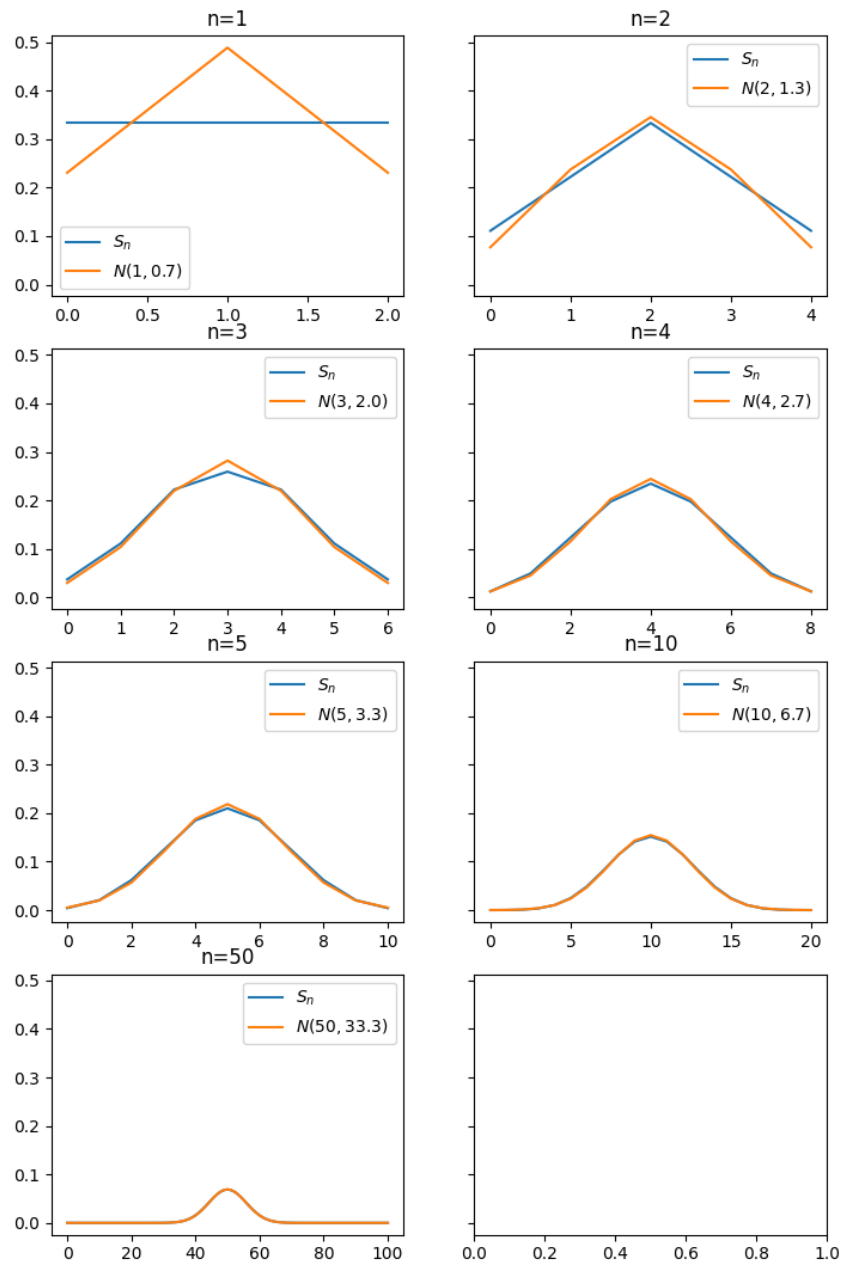 n=1
n=2
0.5
0.4
0.3
0.2
0.1
0.0
S_n
N(1, 0.7)
S_n
N(2, 1.3)
0.0 0.5 1.0 1.5 2.0
0 1 2 3 4
n=3
n=4
0.5
0.4
0.3
0.2
0.1
0.0
S_n
N(3, 2.0)
S_n
N(4, 2.7)
0 1 2 3 4 5 6
0 2 4 6 8
n=5
n=10
0.5
0.4
0.3
0.2
0.1
0.0
S_n
N(5, 3.3)
S_n
N(10, 6.7)
0 2 4 6 8 10
0 5 10 15 20
n=50
0.5
0.4
0.3
0.2
0.1
0.0
S_n
N(50, 33.3)
0 20 40 60 80 100
0.0 0.2 0.4 0.6 0.8 1.0